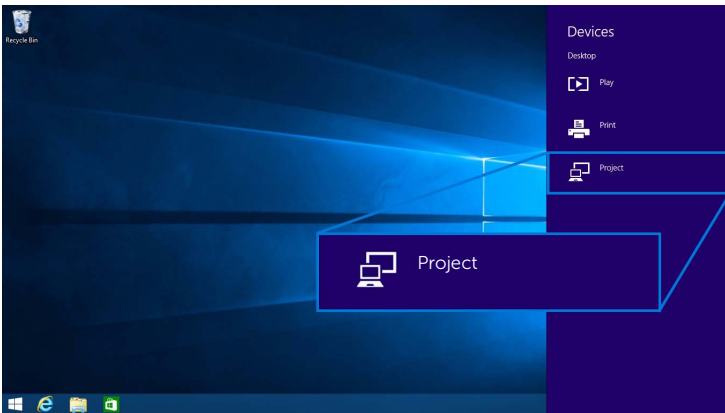 Recycle Bin
Devices
Desktop
Play
Print
Project
Project